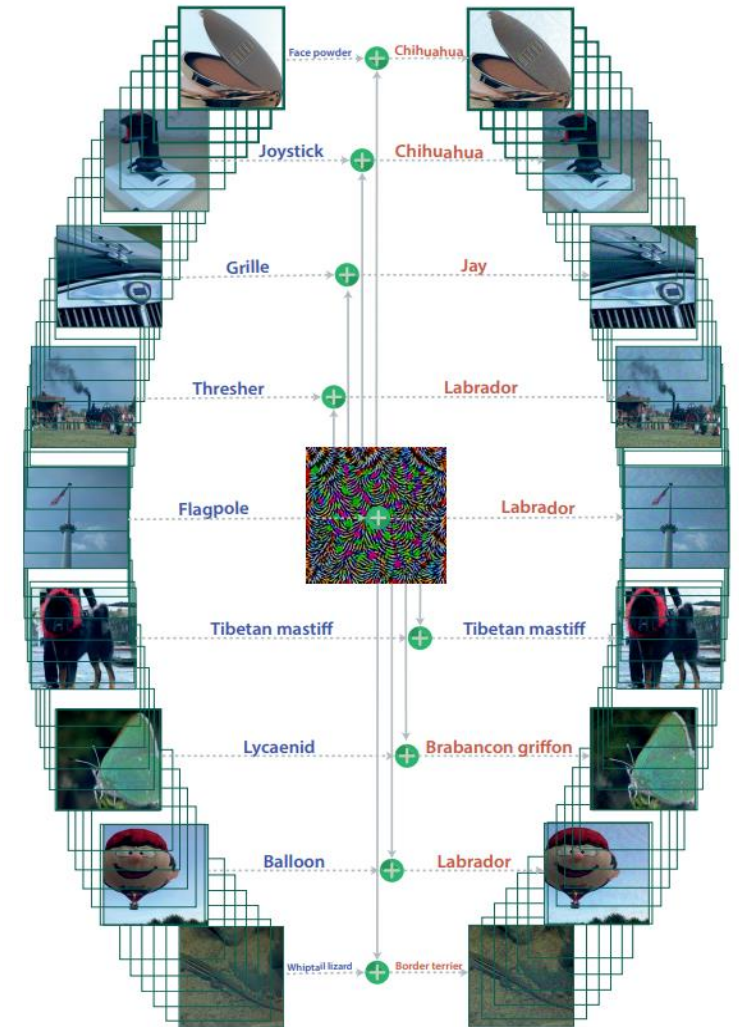 Face powder Chihuahua
Joystick Chihuahua
Grille Jay
Thresher Labrador
Flagpole Labrador
Tibetan mastiff Tibetan mastiff
Lycaenid Brabancon griffon
Balloon Labrador
Whiptail lizard Border terrier